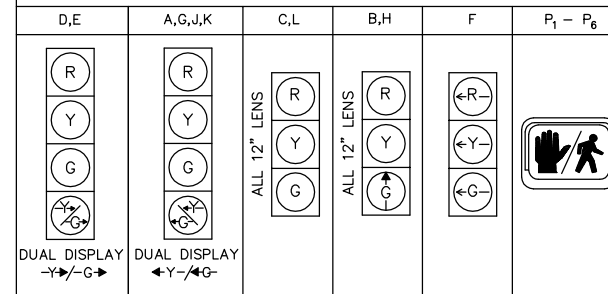 D,E
A,G,J,K
C,L
B,H
F
P1 – P6
R
Y
G
Y
G
DUAL DISPLAY
-Y→/-G→
R
Y
G
Y
G
DUAL DISPLAY
←Y-/←G-
ALL 12" LENS
R
Y
G
ALL 12" LENS
R
Y
G
←R-
←Y-
←G-